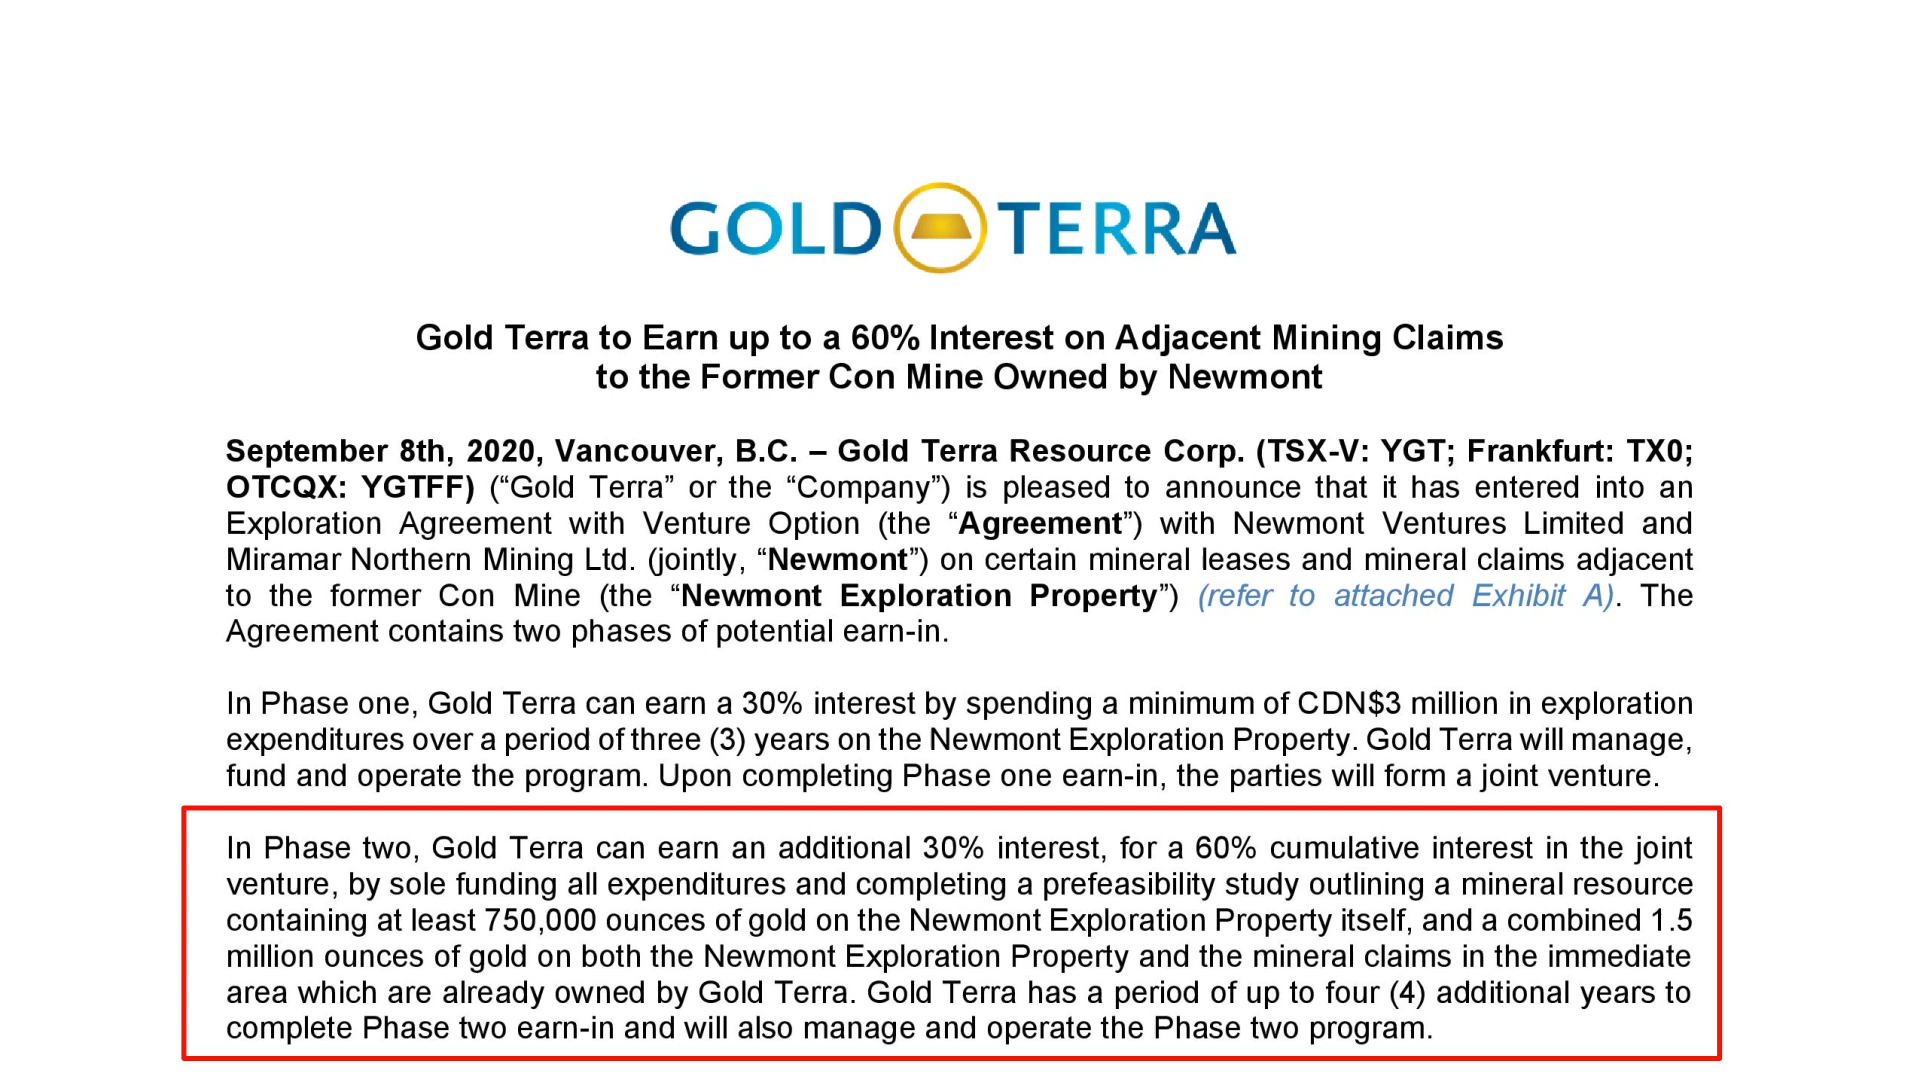 GOLD TERRA
Gold Terra to Earn up to a 60% Interest on Adjacent Mining Claims
to the Former Con Mine Owned by Newmont
September 8th, 2020, Vancouver, B.C. – Gold Terra Resource Corp. (TSX-V: YGT; Frankfurt: TX0;
OTCQX: YGTFF) (“Gold Terra” or the “Company”) is pleased to announce that it has entered into an
Exploration Agreement with Venture Option (the “Agreement”) with Newmont Ventures Limited and
Miramar Northern Mining Ltd. (jointly, “Newmont”) on certain mineral leases and mineral claims adjacent
to the former Con Mine (the “Newmont Exploration Property”) (refer to attached Exhibit A). The
Agreement contains two phases of potential earn-in.
In Phase one, Gold Terra can earn a 30% interest by spending a minimum of CDN$3 million in exploration
expenditures over a period of three (3) years on the Newmont Exploration Property. Gold Terra will manage,
fund and operate the program. Upon completing Phase one earn-in, the parties will form a joint venture.
In Phase two, Gold Terra can earn an additional 30% interest, for a 60% cumulative interest in the joint
venture, by sole funding all expenditures and completing a prefeasibility study outlining a mineral resource
containing at least 750,000 ounces of gold on the Newmont Exploration Property itself, and a combined 1.5
million ounces of gold on both the Newmont Exploration Property and the mineral claims in the immediate
area which are already owned by Gold Terra. Gold Terra has a period of up to four (4) additional years to
complete Phase two earn-in and will also manage and operate the Phase two program.